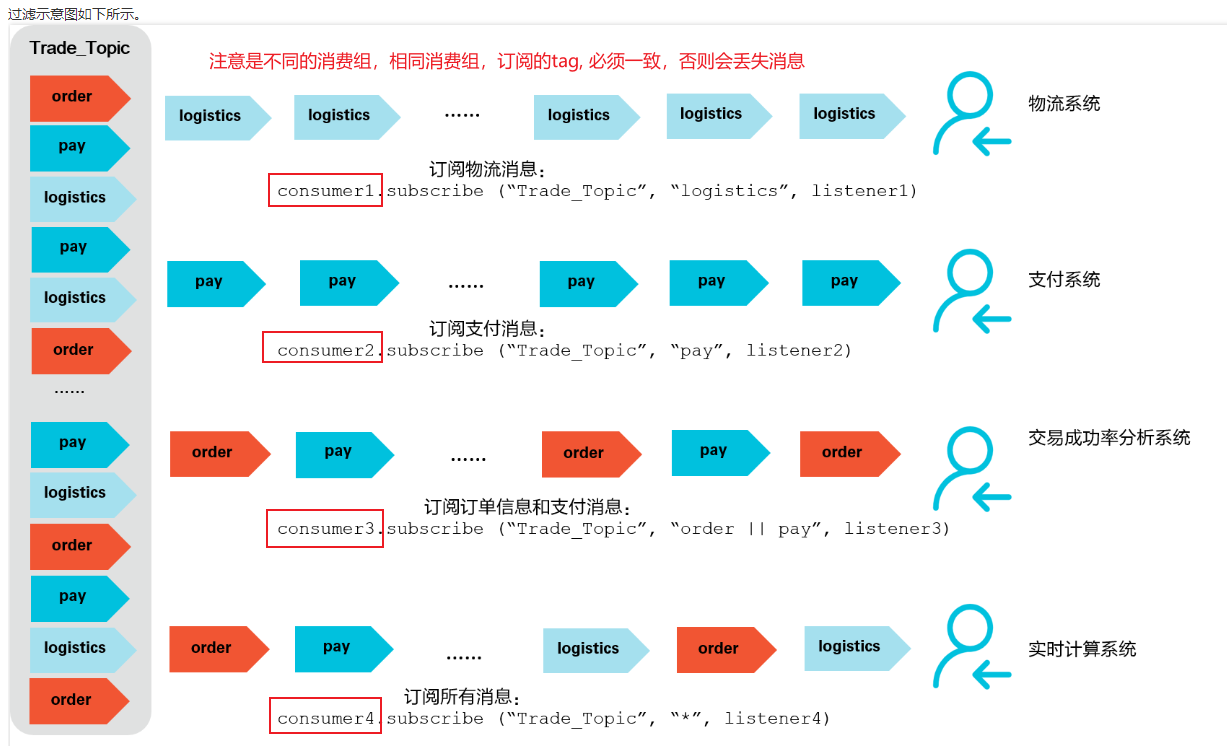 过滤示意图如下所示。
Trade_Topic
order
pay
logistics
pay
logistics
order
......
pay
logistics
order
pay
logistics
order
注意是不同的消费组，相同消费组，订阅的tag, 必须一致，否则会丢失消息
logistics logistics ...... logistics logistics logistics
物流系统
订阅物流消息：
consumer1.subscribe (“Trade_Topic”, “logistics”, listener1)
pay pay ...... pay pay pay
支付系统
订阅支付消息：
consumer2.subscribe (“Trade_Topic”, “pay”, listener2)
order pay ...... order pay order
交易成功率分析系统
订阅订单信息和支付消息：
consumer3.subscribe (“Trade_Topic”, “order || pay”, listener3)
order pay ...... logistics order logistics
实时计算系统
订阅所有消息：
consumer4.subscribe (“Trade_Topic”, “*”, listener4)